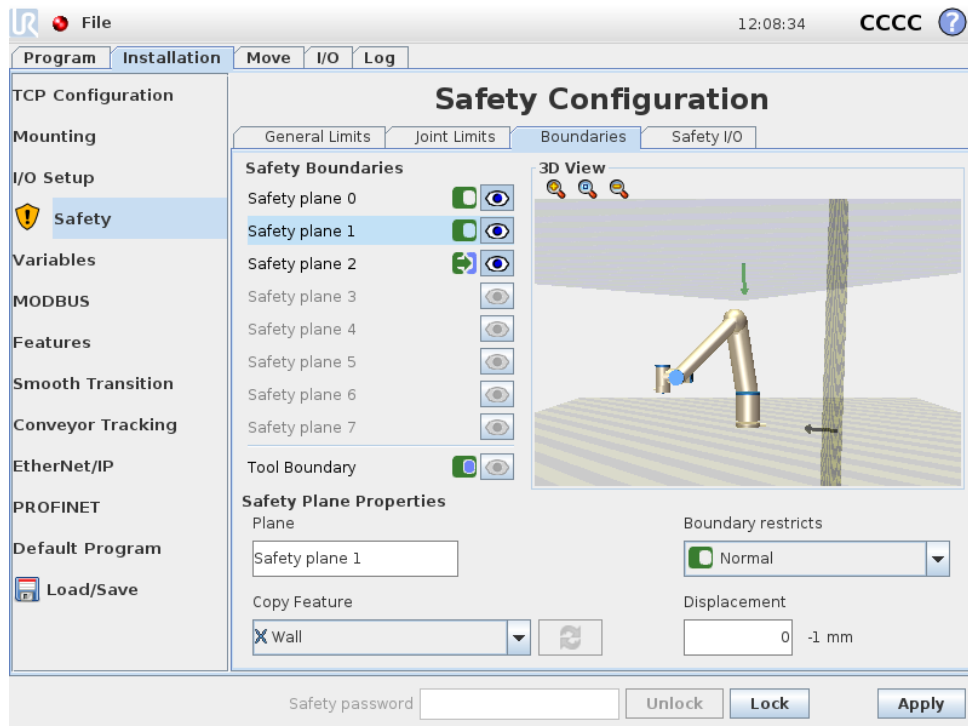 UR File 12:08:34 CCCC ?
Program Installation Move I/O Log
TCP Configuration
Mounting
I/O Setup
Safety
Variables
MODBUS
Features
Smooth Transition
Conveyor Tracking
EtherNet/IP
PROFINET
Default Program
Load/Save
Safety Configuration
General Limits Joint Limits Boundaries Safety I/O
Safety Boundaries
Safety plane 0
Safety plane 1
Safety plane 2
Safety plane 3
Safety plane 4
Safety plane 5
Safety plane 6
Safety plane 7
Tool Boundary
3D View
Safety Plane Properties
Plane
Safety plane 1
Boundary restricts
Normal
Copy Feature
Wall
Displacement
0 -1 mm
Safety password Unlock Lock Apply